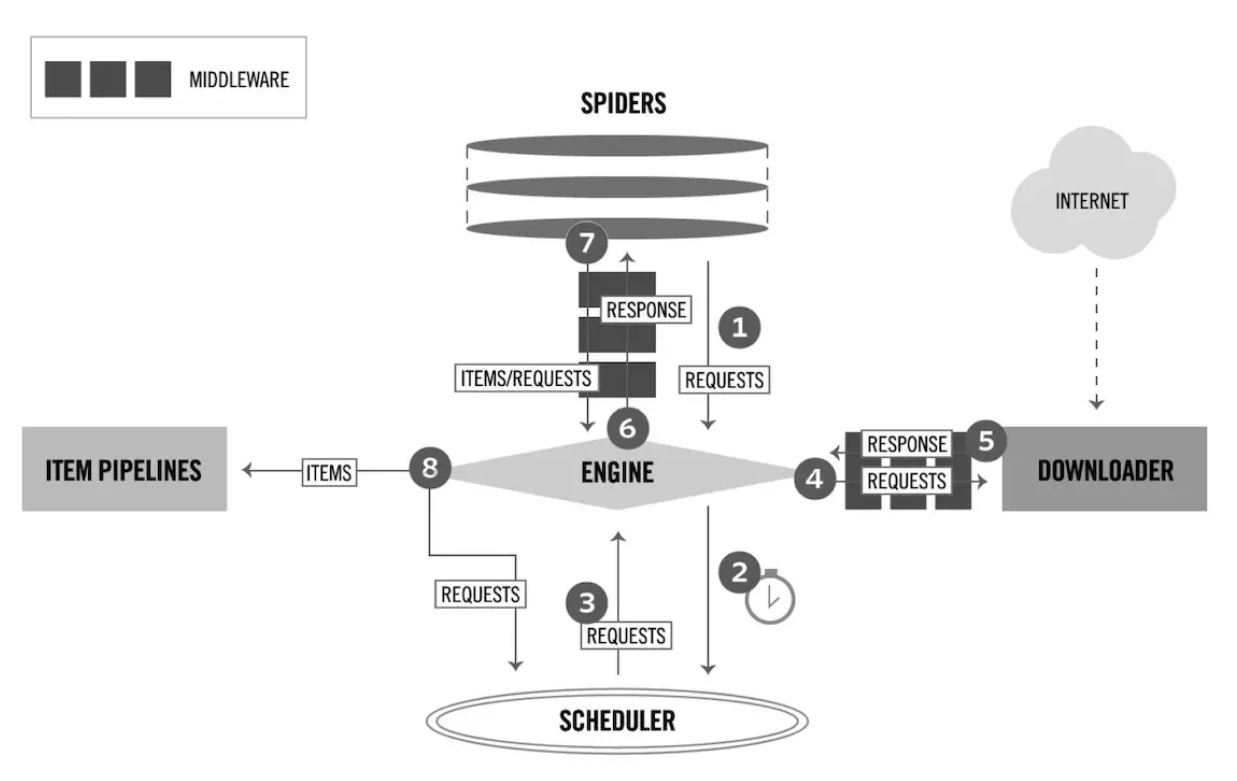 MIDDLEWARE
SPIDERS
INTERNET
7
RESPONSE
1
ITEMS/REQUESTS
REQUESTS
6
5
RESPONSE
ITEM PIPELINES
ITEMS
8
ENGINE
4
REQUESTS
DOWNLOADER
2
REQUESTS
3
REQUESTS
SCHEDULER